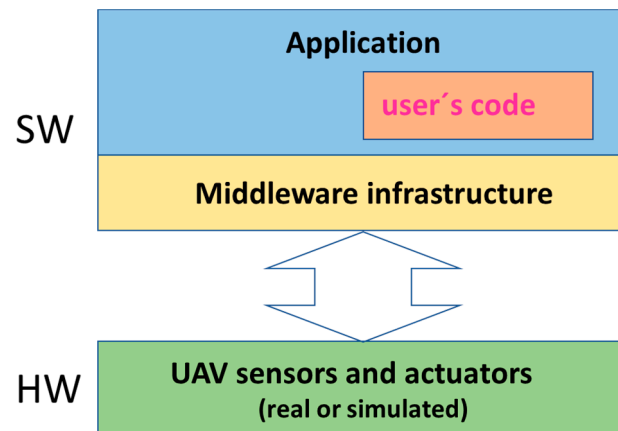 Application
user´s code
SW
Middleware infrastructure
UAV sensors and actuators
HW
(real or simulated)